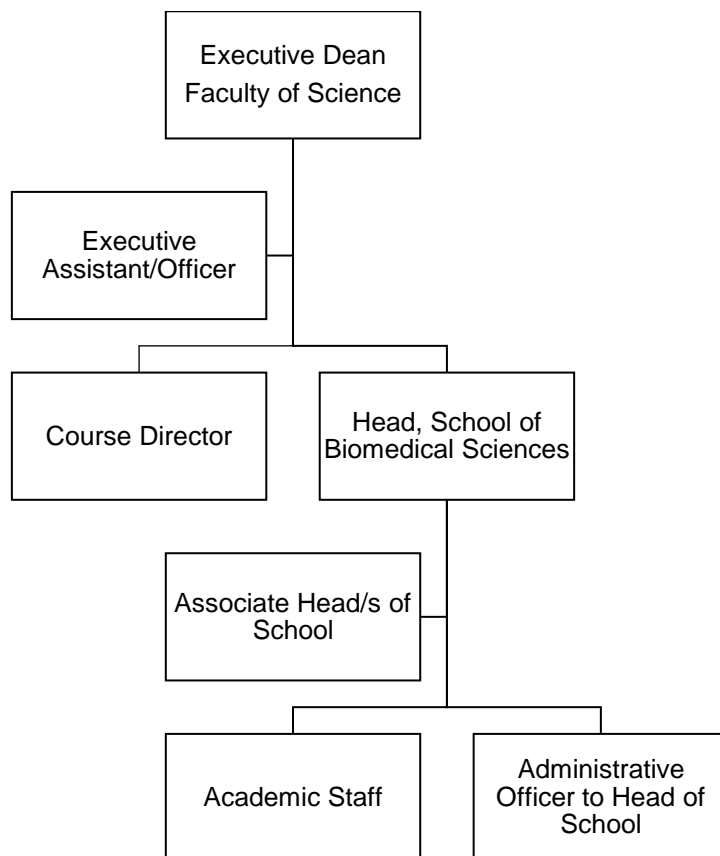 Executive Dean
Faculty of Science
Executive
Assistant/Officer
Course Director
Head, School of
Biomedical Sciences
Associate Head/s of
School
Academic Staff
Administrative
Officer to Head of
School